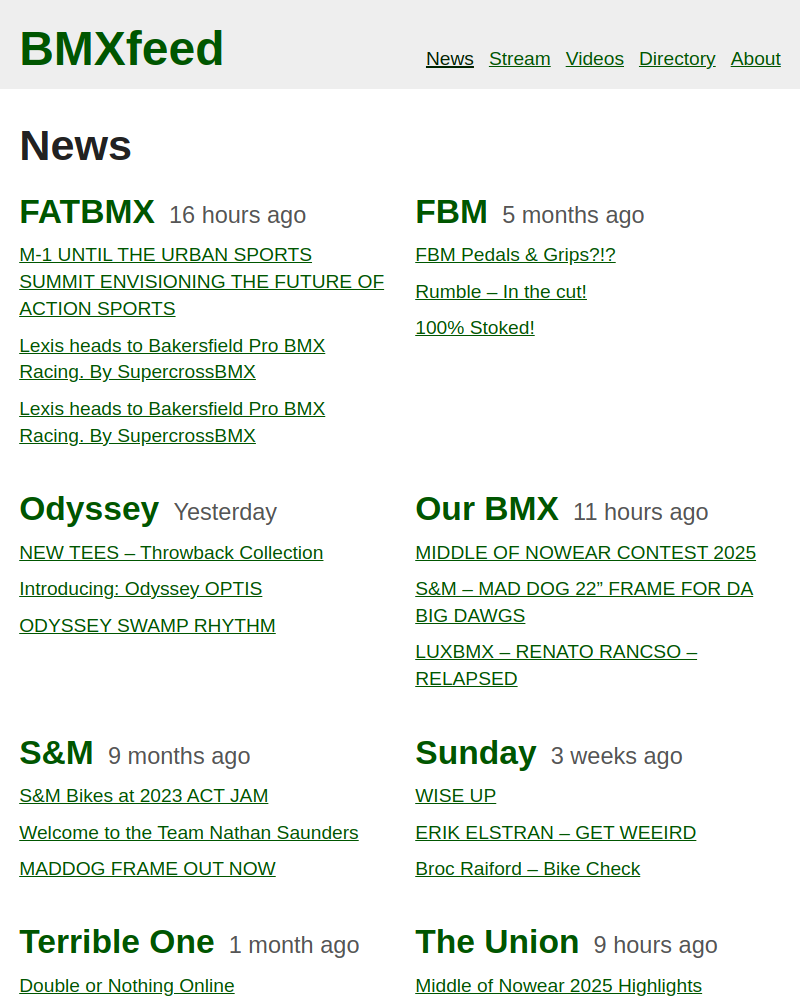 BMXfeed
News Stream Videos Directory About
News
FATBMX 16 hours ago
M-1 UNTIL THE URBAN SPORTS
SUMMIT ENVISIONING THE FUTURE OF
ACTION SPORTS
Lexis heads to Bakersfield Pro BMX
Racing. By SupercrossBMX
Lexis heads to Bakersfield Pro BMX
Racing. By SupercrossBMX
FBM 5 months ago
FBM Pedals & Grips?!?
Rumble – In the cut!
100% Stoked!
Odyssey Yesterday
NEW TEES – Throwback Collection
Introducing: Odyssey OPTIS
ODYSSEY SWAMP RHYTHM
Our BMX 11 hours ago
MIDDLE OF NOWEAR CONTEST 2025
S&M – MAD DOG 22” FRAME FOR DA
BIG DAWGS
LUXBMX – RENATO RANCSO –
RELAPSED
S&M 9 months ago
S&M Bikes at 2023 ACT JAM
Welcome to the Team Nathan Saunders
MADDOG FRAME OUT NOW
Sunday 3 weeks ago
WISE UP
ERIK ELSTRAN – GET WEEIRD
Broc Raiford – Bike Check
Terrible One 1 month ago
Double or Nothing Online
The Union 9 hours ago
Middle of Nowear 2025 Highlights